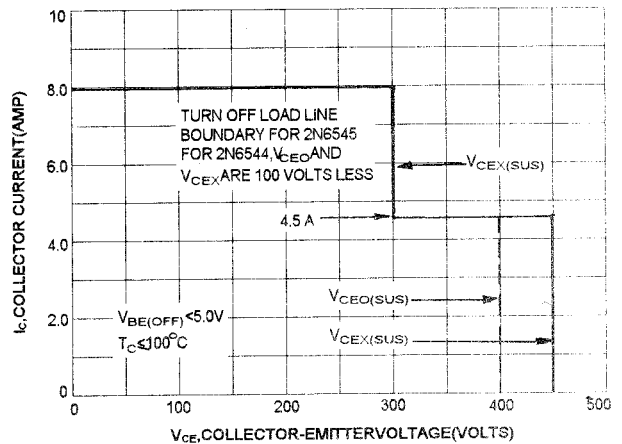 10
8.0
6.0
4.0
2.0
0
IC,COLLECTOR CURRENT(AMP)
TURN OFF LOAD LINE
BOUNDARY FOR 2N6545
FOR 2N6544,VCEO AND
VCEX ARE 100 VOLTS LESS
VCEX(SUS)
4.5 A
VCEO(SUS)
VBE(OFF)<5.0V
TC≤100°C
VCEX(SUS)
0
100
200
300
400
500
VCE,COLLECTOR-EMITTERVOLTAGE(VOLTS)